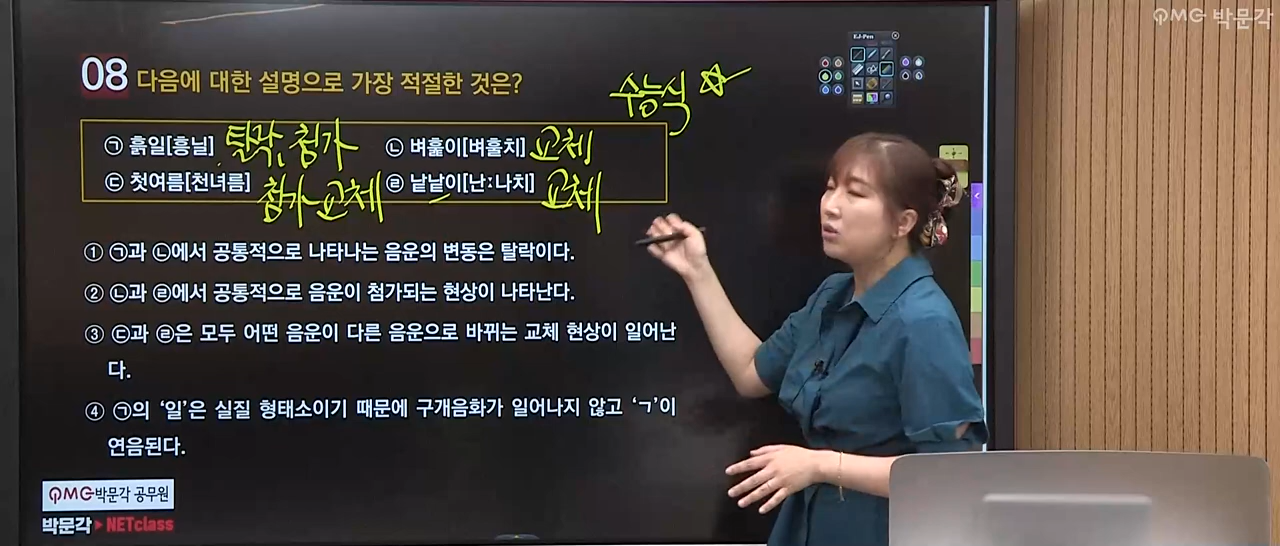 QMG 박문각
EJ-Pen
08 다음에 대한 설명으로 가장 적절한 것은?
수능식 ☆
㉠ 흙일[흥닐] 탈락, 첨가 ㉡ 벼훑이[벼훌치] 교체
㉢ 첫여름[천녀름] 첨가 교체 ㉣ 낱낱이[난ː나치] 교체
① ㉠과 ㉡에서 공통적으로 나타나는 음운의 변동은 탈락이다.
② ㉡과 ㉣에서 공통적으로 음운이 첨가되는 현상이 나타난다.
③ ㉢과 ㉣은 모두 어떤 음운이 다른 음운으로 바뀌는 교체 현상이 일어난
다.
④ ㉠의 ‘일’은 실질 형태소이기 때문에 구개음화가 일어나지 않고 ‘ㄱ’이
연음된다.
QMG 박문각 공무원
박문각 ▸ NETclass